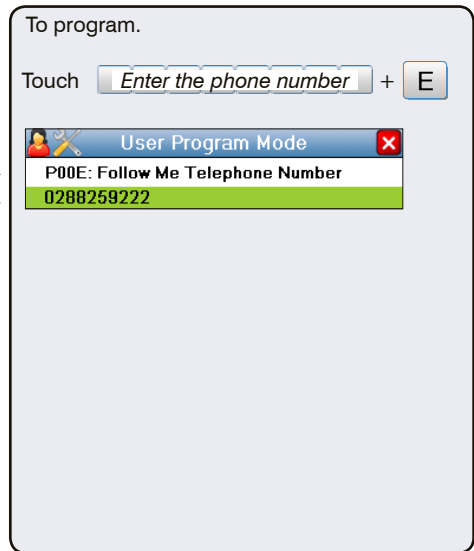 To program.
Touch Enter the phone number + E
User Program Mode
P00E: Follow Me Telephone Number
0288259222